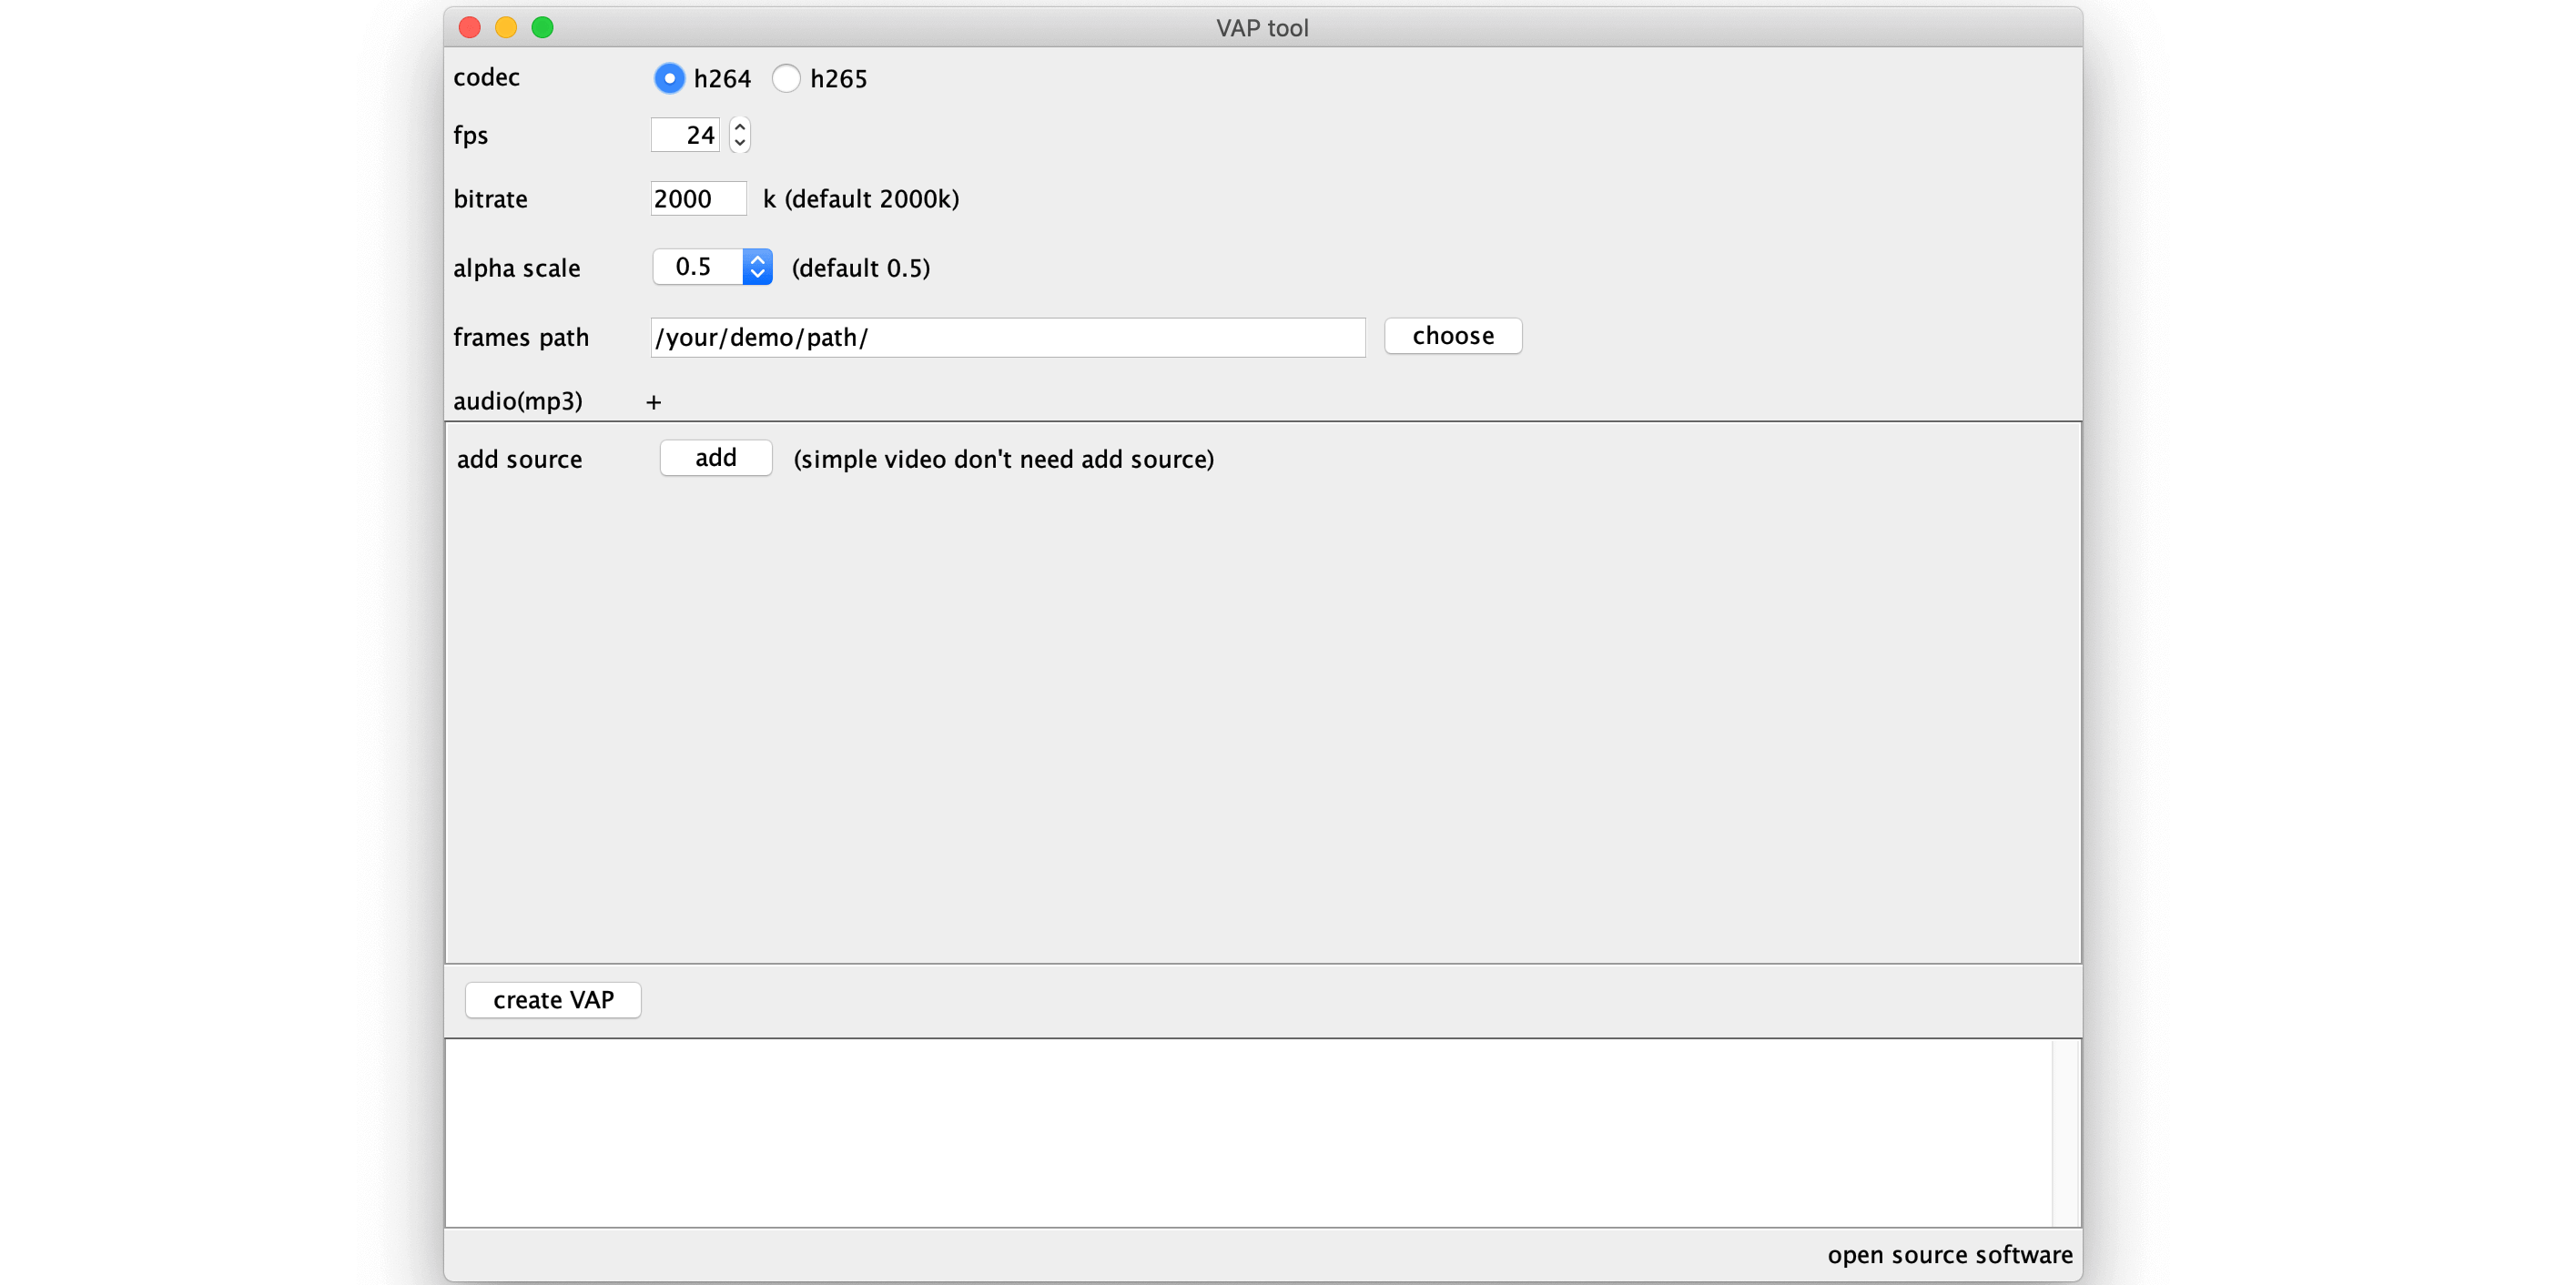 VAP tool
codec h264 h265
fps 24
bitrate 2000 k (default 2000k)
alpha scale 0.5 (default 0.5)
frames path /your/demo/path/ choose
audio(mp3) +
add source add (simple video don't need add source)
create VAP
open source software